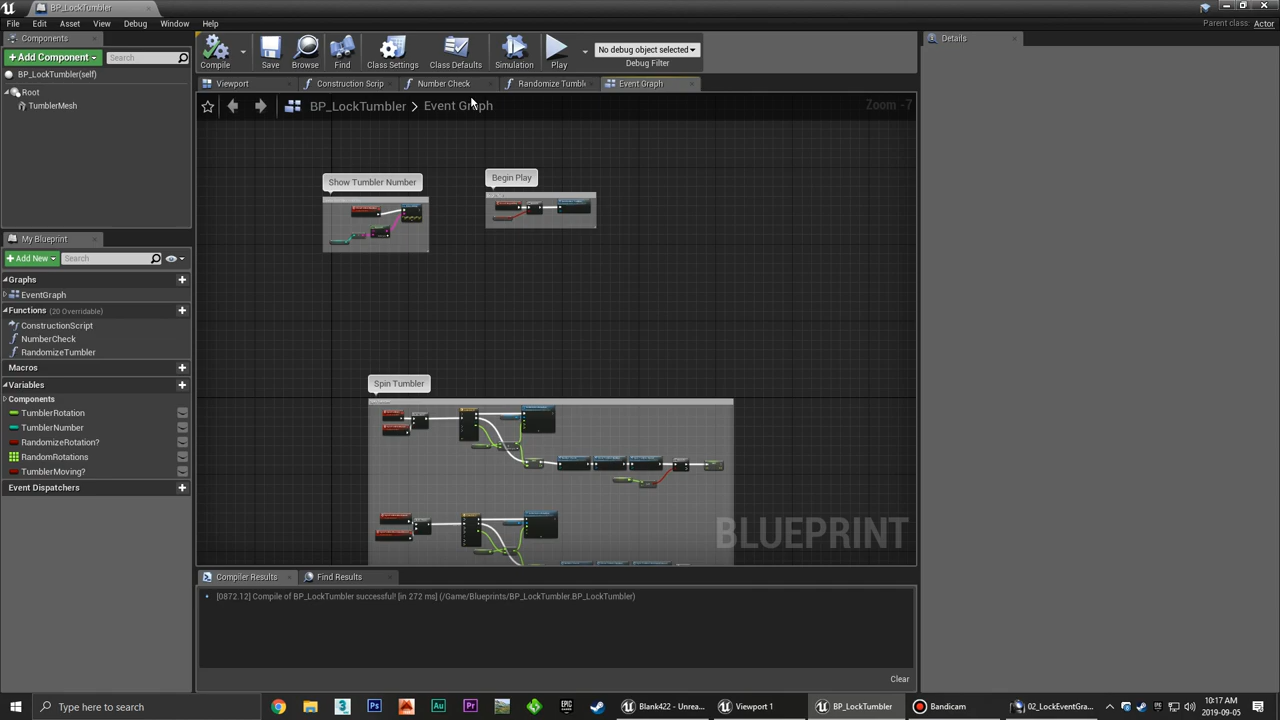 BP_LockTumbler
File Edit Asset View Debug Window Help
Parent class: Actor
Components
+Add Component
Search
BP_LockTumbler(self)
Root
TumblerMesh
Compile
Save
Browse
Find
Class Settings
Class Defaults
Simulation
Play
No debug object selected
Debug Filter
Details
Viewport
Construction Scrip
Number Check
Randomize Tumble
Event Graph
BP_LockTumbler > Event Graph
Zoom -7
Show Tumbler Number
Begin Play
Spin Tumbler
BLUEPRINT
My Blueprint
+Add New
Search
Graphs
EventGraph
Functions (20 Overridable)
ConstructionScript
NumberCheck
RandomizeTumbler
Macros
Variables
Components
TumblerRotation
TumblerNumber
RandomizeRotation?
RandomRotations
TumblerMoving?
Event Dispatchers
Compiler Results
Find Results
[0872.12] Compile of BP_LockTumbler successful! [in 272 ms] (/Game/Blueprints/BP_LockTumbler.BP_LockTumbler)
Clear
Type here to search
Blank422 - Unrea...
Viewport 1
BP_LockTumbler
Bandicam
02_LockEventGra...
10:17 AM
2019-09-05